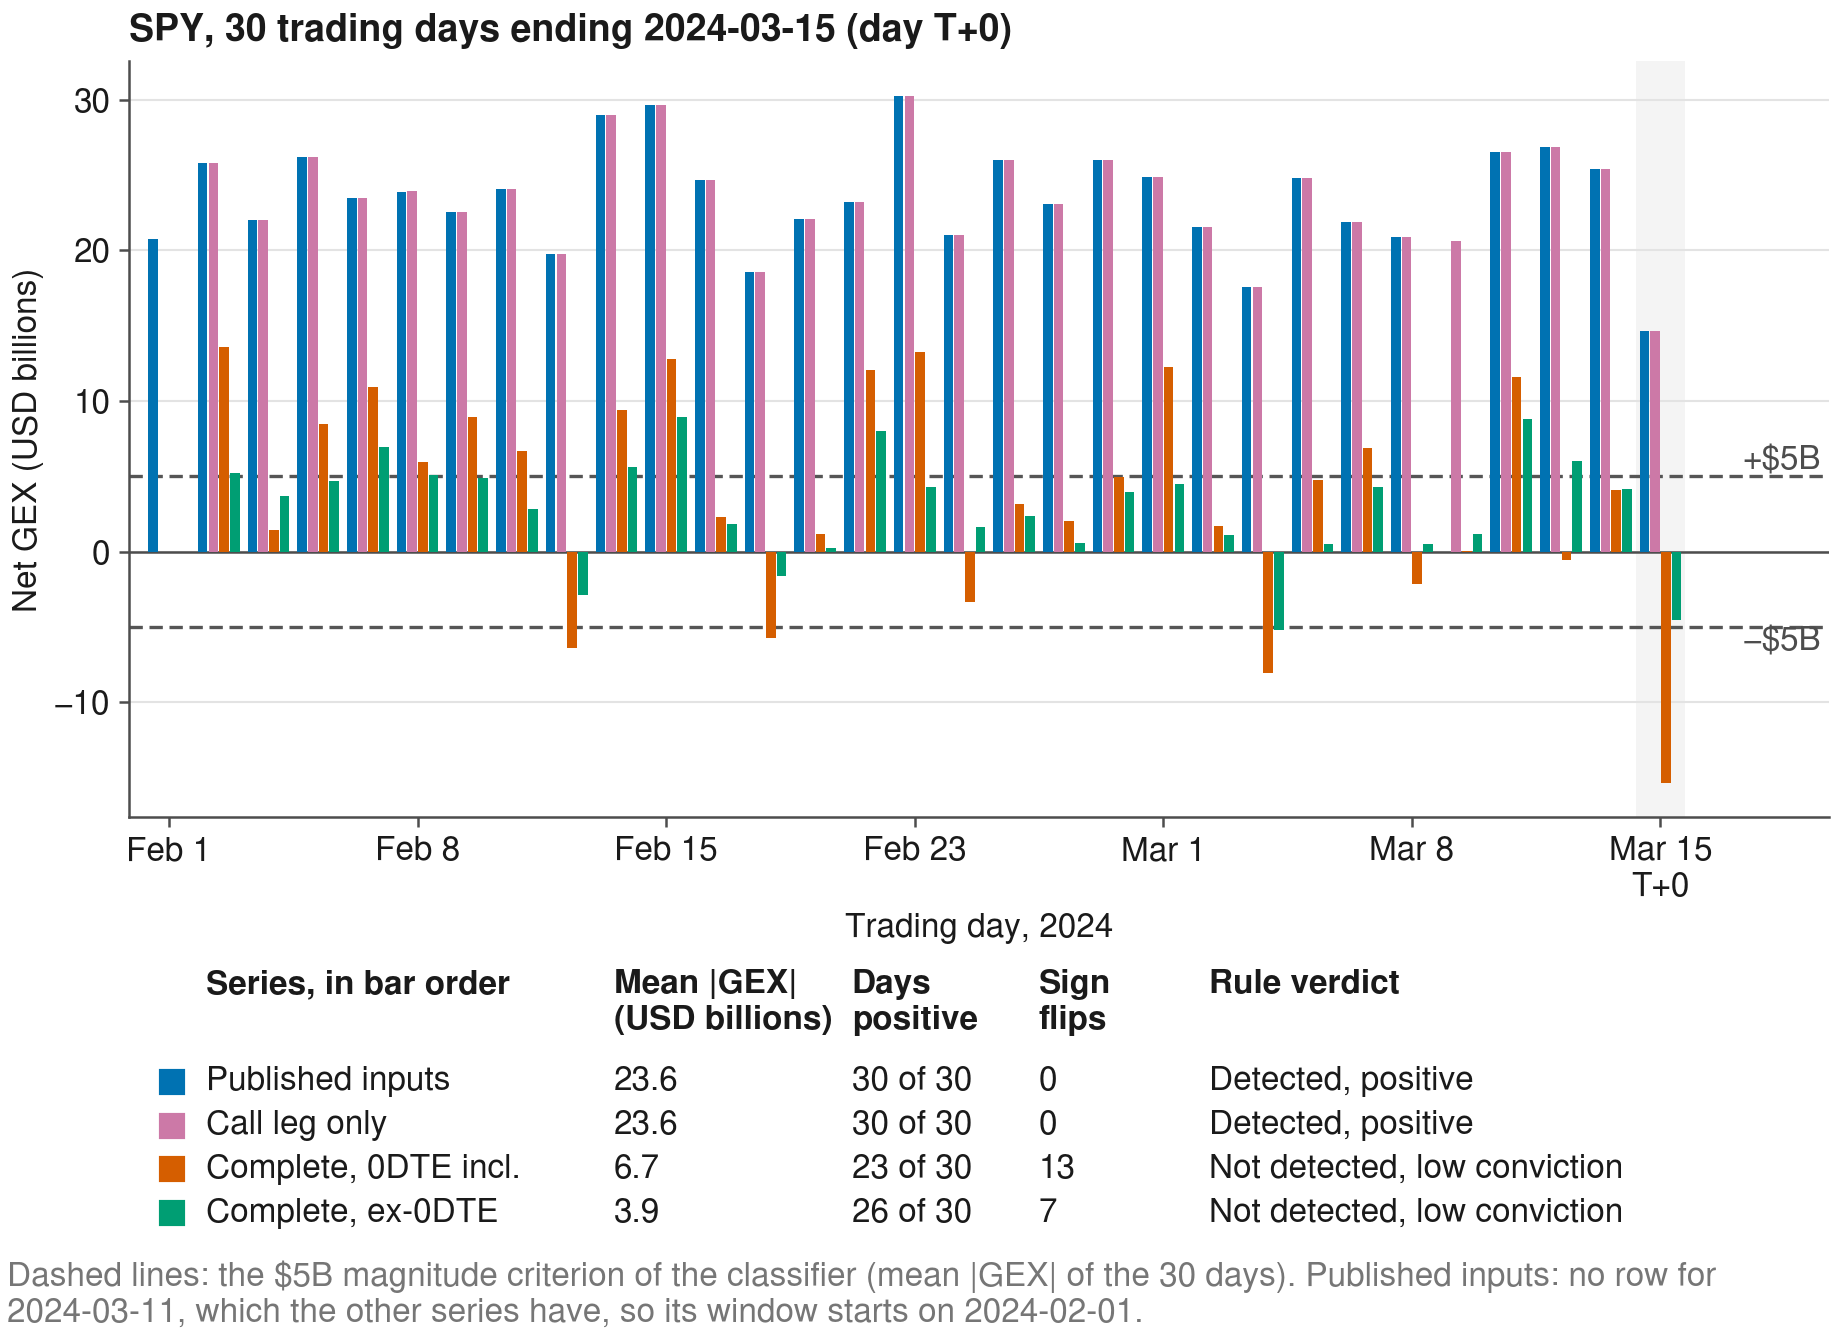 SPY, 30 trading days ending 2024-03-15 (day T+0)
Net GEX (USD billions)
30
20
10
0
−10
+$5B
−$5B
Feb 1 Feb 8 Feb 15 Feb 23 Mar 1 Mar 8 Mar 15
T+0
Trading day, 2024
Series, in bar order Mean |GEX| Days Sign Rule verdict
(USD billions) positive flips
Published inputs 23.6 30 of 30 0 Detected, positive
Call leg only 23.6 30 of 30 0 Detected, positive
Complete, 0DTE incl. 6.7 23 of 30 13 Not detected, low conviction
Complete, ex-0DTE 3.9 26 of 30 7 Not detected, low conviction
Dashed lines: the $5B magnitude criterion of the classifier (mean |GEX| of the 30 days). Published inputs: no row for
2024-03-11, which the other series have, so its window starts on 2024-02-01.